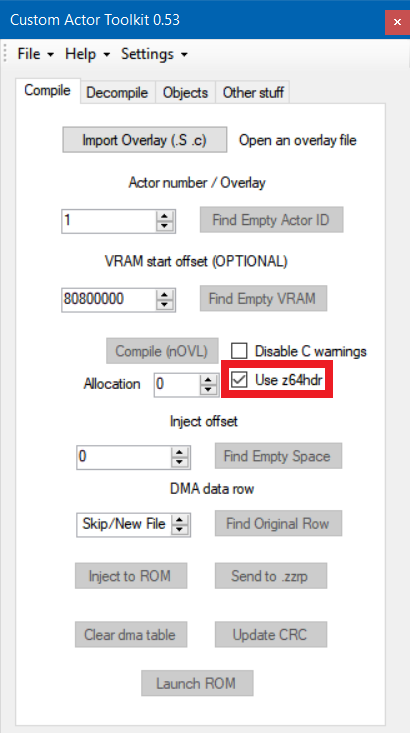 Custom Actor Toolkit 0.53
File Help Settings
Compile Decompile Objects Other stuff
Import Overlay (.S .c) Open an overlay file
Actor number / Overlay
1 Find Empty Actor ID
VRAM start offset (OPTIONAL)
80800000 Find Empty VRAM
Compile (nOVL) Disable C warnings
Allocation 0 Use z64hdr
Inject offset
0 Find Empty Space
DMA data row
Skip/New File Find Original Row
Inject to ROM Send to .zzrp
Clear dma table Update CRC
Launch ROM